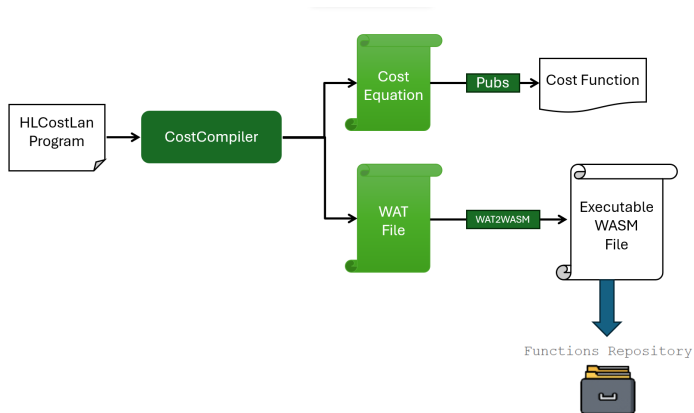 HLCostLan
Program
CostCompiler
Cost
Equation
Pubs
Cost Function
WAT
File
WAT2WASM
Executable
WASM
File
Functions Repository